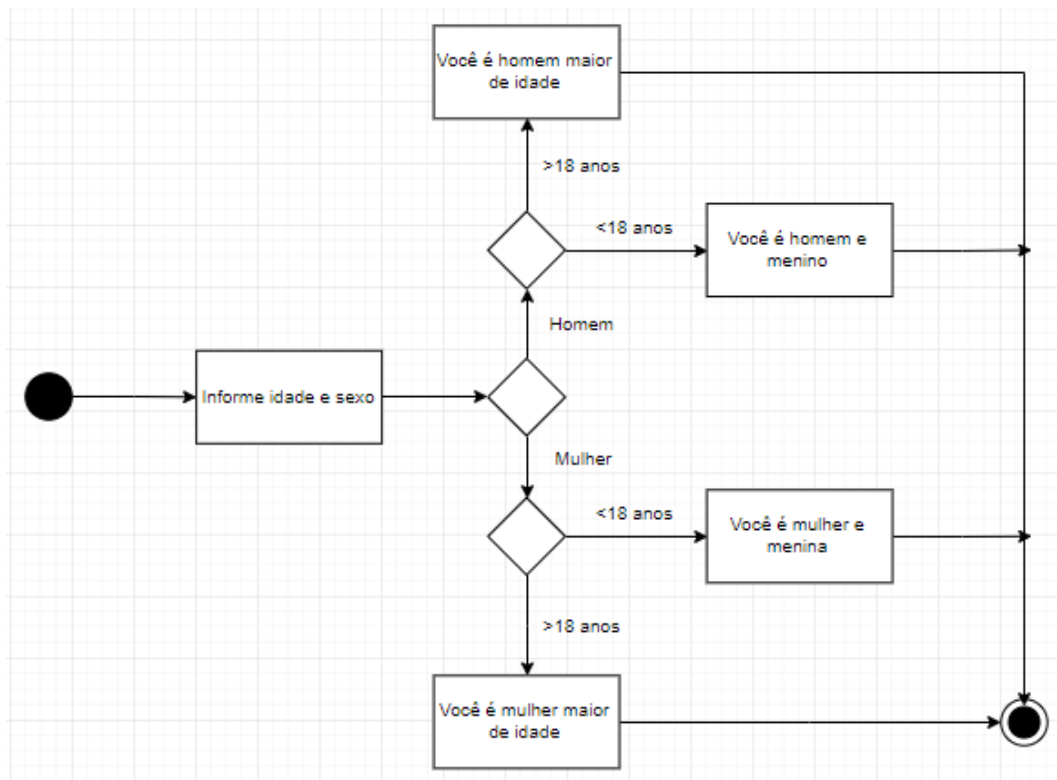 Você é homem maior
de idade
>18 anos
<18 anos
Você é homem e
menino
Homem
Informe idade e sexo
Mulher
<18 anos
Você é mulher e
menina
>18 anos
Você é mulher maior
de idade